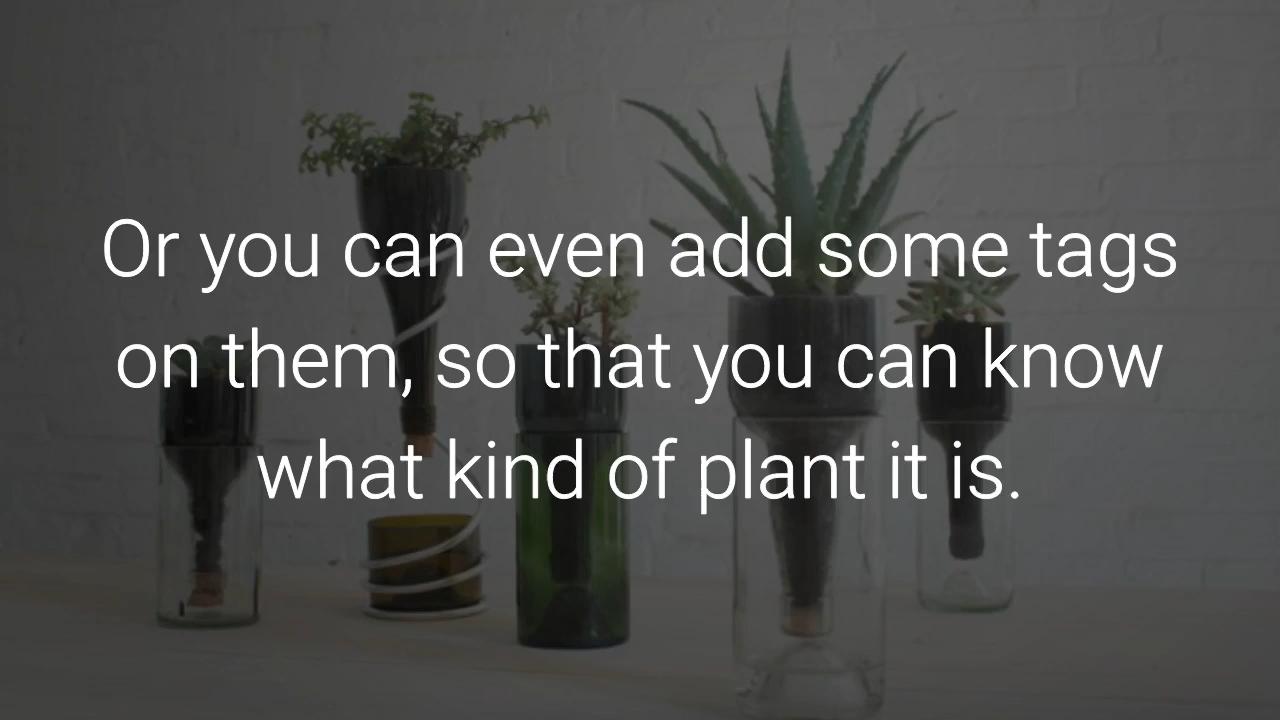 Or you can even add some tags
on them, so that you can know
what kind of plant it is.